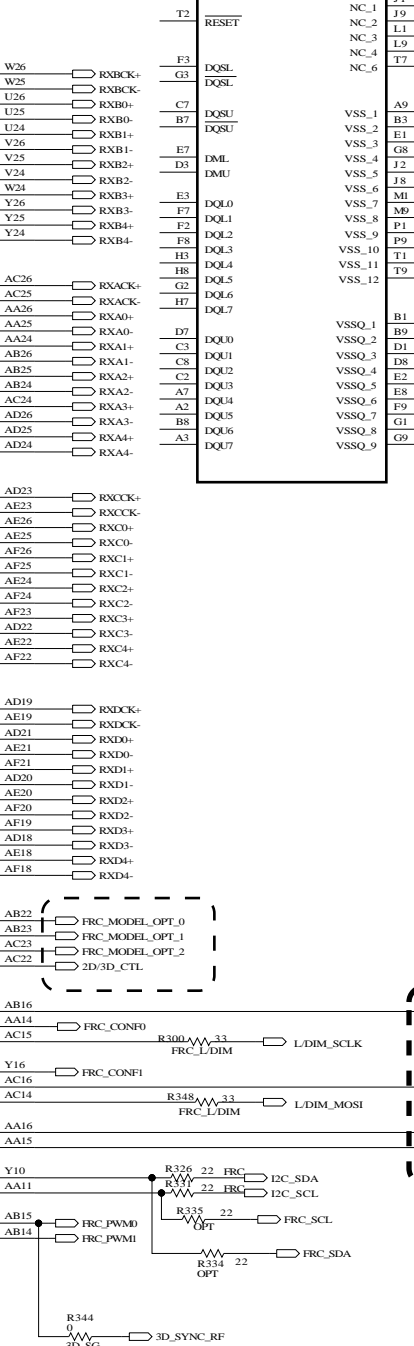 T2 RESET
NC_1
NC_2 J9
NC_3 L1
NC_4 L9
NC_6 T7
F3 DQSL
G3 DQSL
C7 DQSU
B7 DQSU
E7 DML
D3 DMU
E3 DQL0
F7 DQL1
F2 DQL2
F8 DQL3
H3 DQL4
H8 DQL5
G2 DQL6
H7 DQL7
D7 DQU0
C3 DQU1
C8 DQU2
C2 DQU3
A7 DQU4
A2 DQU5
B8 DQU6
A3 DQU7
VSS_1 A9
VSS_2 B3
VSS_3 E1
VSS_4 G8
VSS_5 J2
VSS_6 J8
VSS_7 M1
VSS_8 M9
VSS_9 P1
VSS_10 P9
VSS_11 T1
VSS_12 T9
VSSQ_1 B1
VSSQ_2 B9
VSSQ_3 D1
VSSQ_4 D8
VSSQ_5 E2
VSSQ_6 E8
VSSQ_7 F9
VSSQ_8 G1
VSSQ_9 G9
W26 RXBCK+
W25 RXBCK-
U26 RXB0+
U25 RXB0-
U24 RXB1+
V26 RXB1-
V25 RXB2+
V24 RXB2-
W24 RXB3+
Y26 RXB3-
Y25 RXB4+
Y24 RXB4-
AC26 RXACK+
AC25 RXACK-
AA26 RXA0+
AA25 RXA0-
AA24 RXA1+
AB26 RXA1-
AB25 RXA2+
AB24 RXA2-
AC24 RXA3+
AD26 RXA3-
AD25 RXA4+
AD24 RXA4-
AD23 RXCCK+
AE23 RXCCK-
AE26 RXC0+
AE25 RXC0-
AF26 RXC1+
AF25 RXC1-
AE24 RXC2+
AF24 RXC2-
AF23 RXC3+
AD22 RXC3-
AE22 RXC4+
AF22 RXC4-
AD19 RXDCK+
AE19 RXDCK-
AD21 RXD0+
AE21 RXD0-
AF21 RXD1+
AD20 RXD1-
AE20 RXD2+
AF20 RXD2-
AF19 RXD3+
AD18 RXD3-
AE18 RXD4+
AF18 RXD4-
AB22 FRC_MODEL_OPT_0
AB23 FRC_MODEL_OPT_1
AC23 FRC_MODEL_OPT_2
AC22 2D/3D_CTL
AB16
AA14 FRC_CONF0
AC15 R300 33 L/DIM_SCLK
FRC_L/DIM
Y16 FRC_CONF1
AC16
AC14 R348 33 L/DIM_MOSI
FRC_L/DIM
AA16
AA15
Y10 R326 22 FRC I2C_SDA
AA11 R331 22 FRC I2C_SCL
R335 22 FRC_SCL
OPT
AB15 FRC_PWM0
AB14 FRC_PWM1
R334 22 FRC_SDA
OPT
R344
0 3D_SYNC_RF
3D_SG